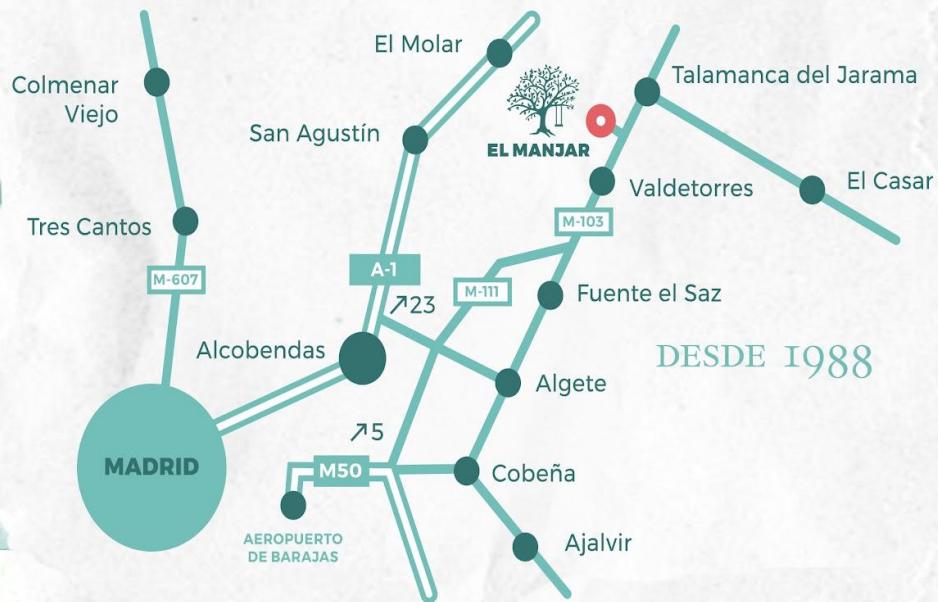 El Molar
Colmenar
Viejo
Talamanca del Jarama
San Agustín
EL MANJAR
Valdetorres
El Casar
Tres Cantos
M-103
M-607
A-1
M-111
↗23
Fuente el Saz
Alcobendas
DESDE 1988
Algete
↗5
MADRID
M50
Cobeña
AEROPUERTO
DE BARAJAS
Ajalvir